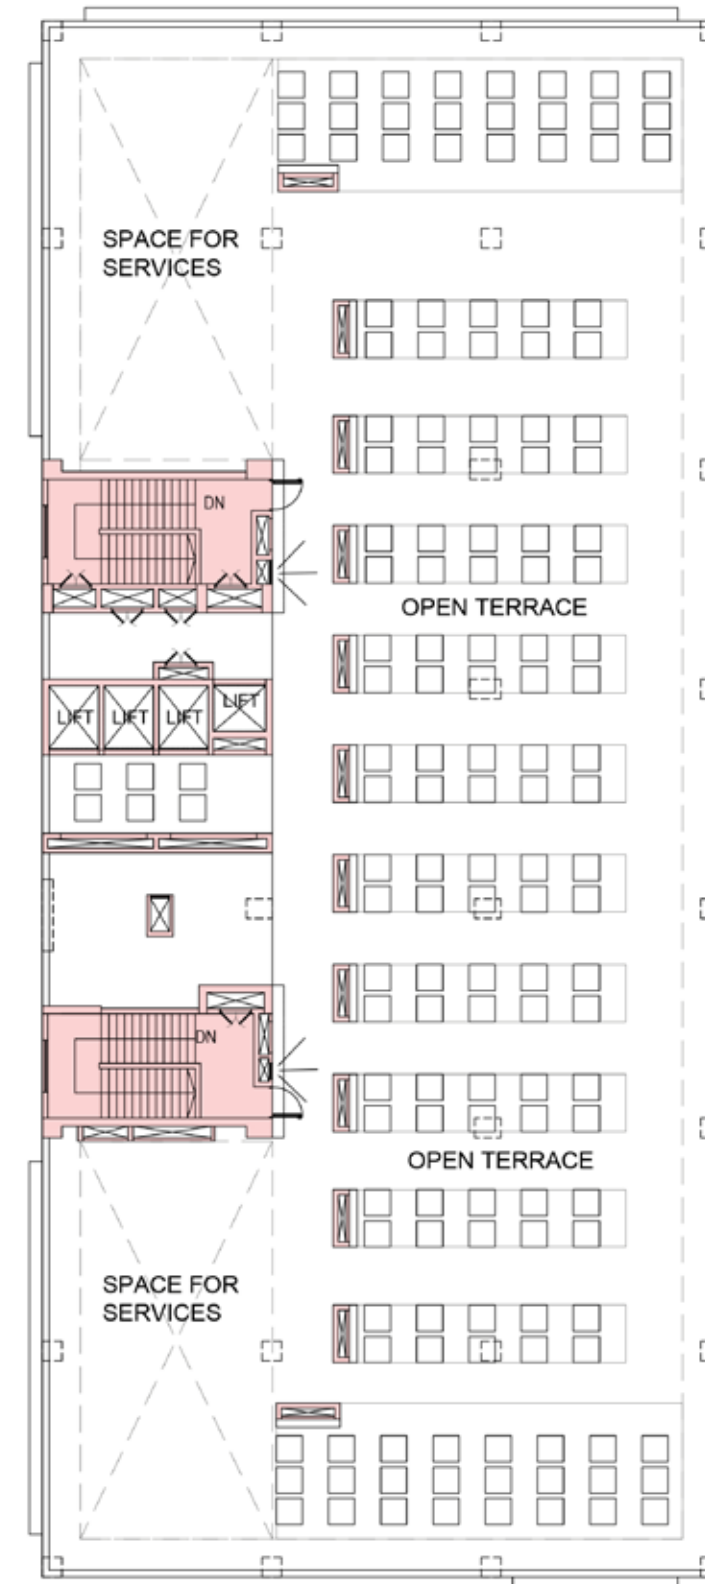 SPACE FOR
SERVICES
DN
OPEN TERRACE
LIFT
LIFT
LIFT
LIFT
DN
OPEN TERRACE
SPACE FOR
SERVICES